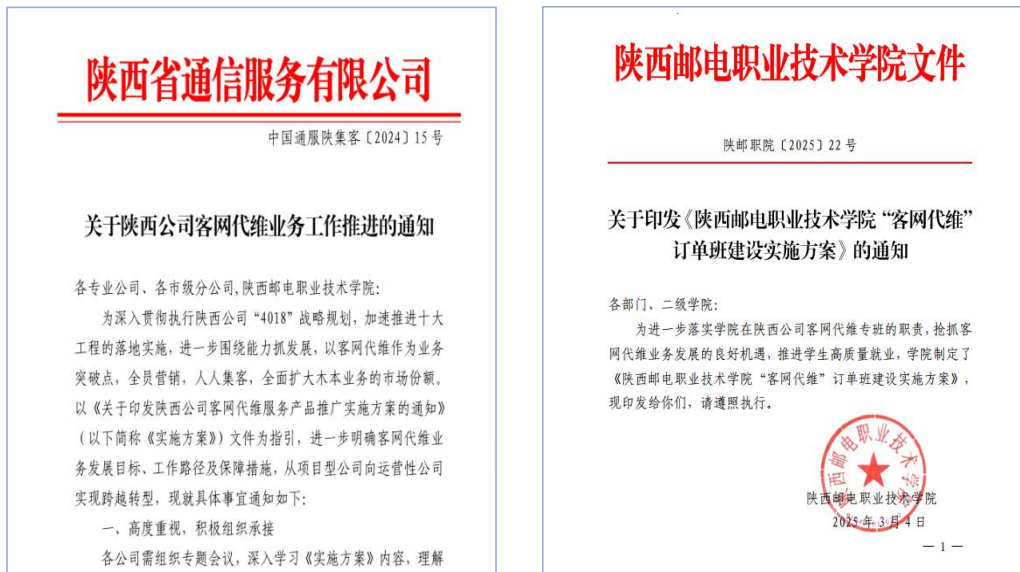 陕西省通信服务有限公司
中国通服陕集客〔2024〕15号
关于陕西公司客网代维业务工作推进的通知
各专业公司、各市级分公司,陕西邮电职业技术学院:
为深入贯彻执行陕西公司“4018”战略规划，加速推进十大
工程的落地实施，进一步围绕能力抓发展，以客网代维作为业务
突破点，全员营销，人人集客，全面扩大木本业务的市场份额。
以《关于印发陕西公司客网代维服务产品推广实施方案的通知》
（以下简称《实施方案》）文件为指引，进一步明确客网代维业
务发展目标、工作路径及保障措施，从项目型公司向运营性公司
实现跨越转型，现就具体事宜通知如下:
一、高度重视，积极组织承接
各公司需组织专题会议，深入学习《实施方案》内容，理解
陕西邮电职业技术学院文件
陕邮职院〔2025〕22号
关于印发《陕西邮电职业技术学院“客网代维”
订单班建设实施方案》的通知
各部门、二级学院:
为进一步落实学院在陕西公司客网代维专班的职责，抢抓客
网代维业务发展的良好机遇，推进学生高质量就业，学院制定了
《陕西邮电职业技术学院“客网代维”订单班建设实施方案》，
现印发给你们，请遵照执行。
陕西邮电职业技术学院
陕西邮电职业技术学院
2025年3月4日
— 1 —